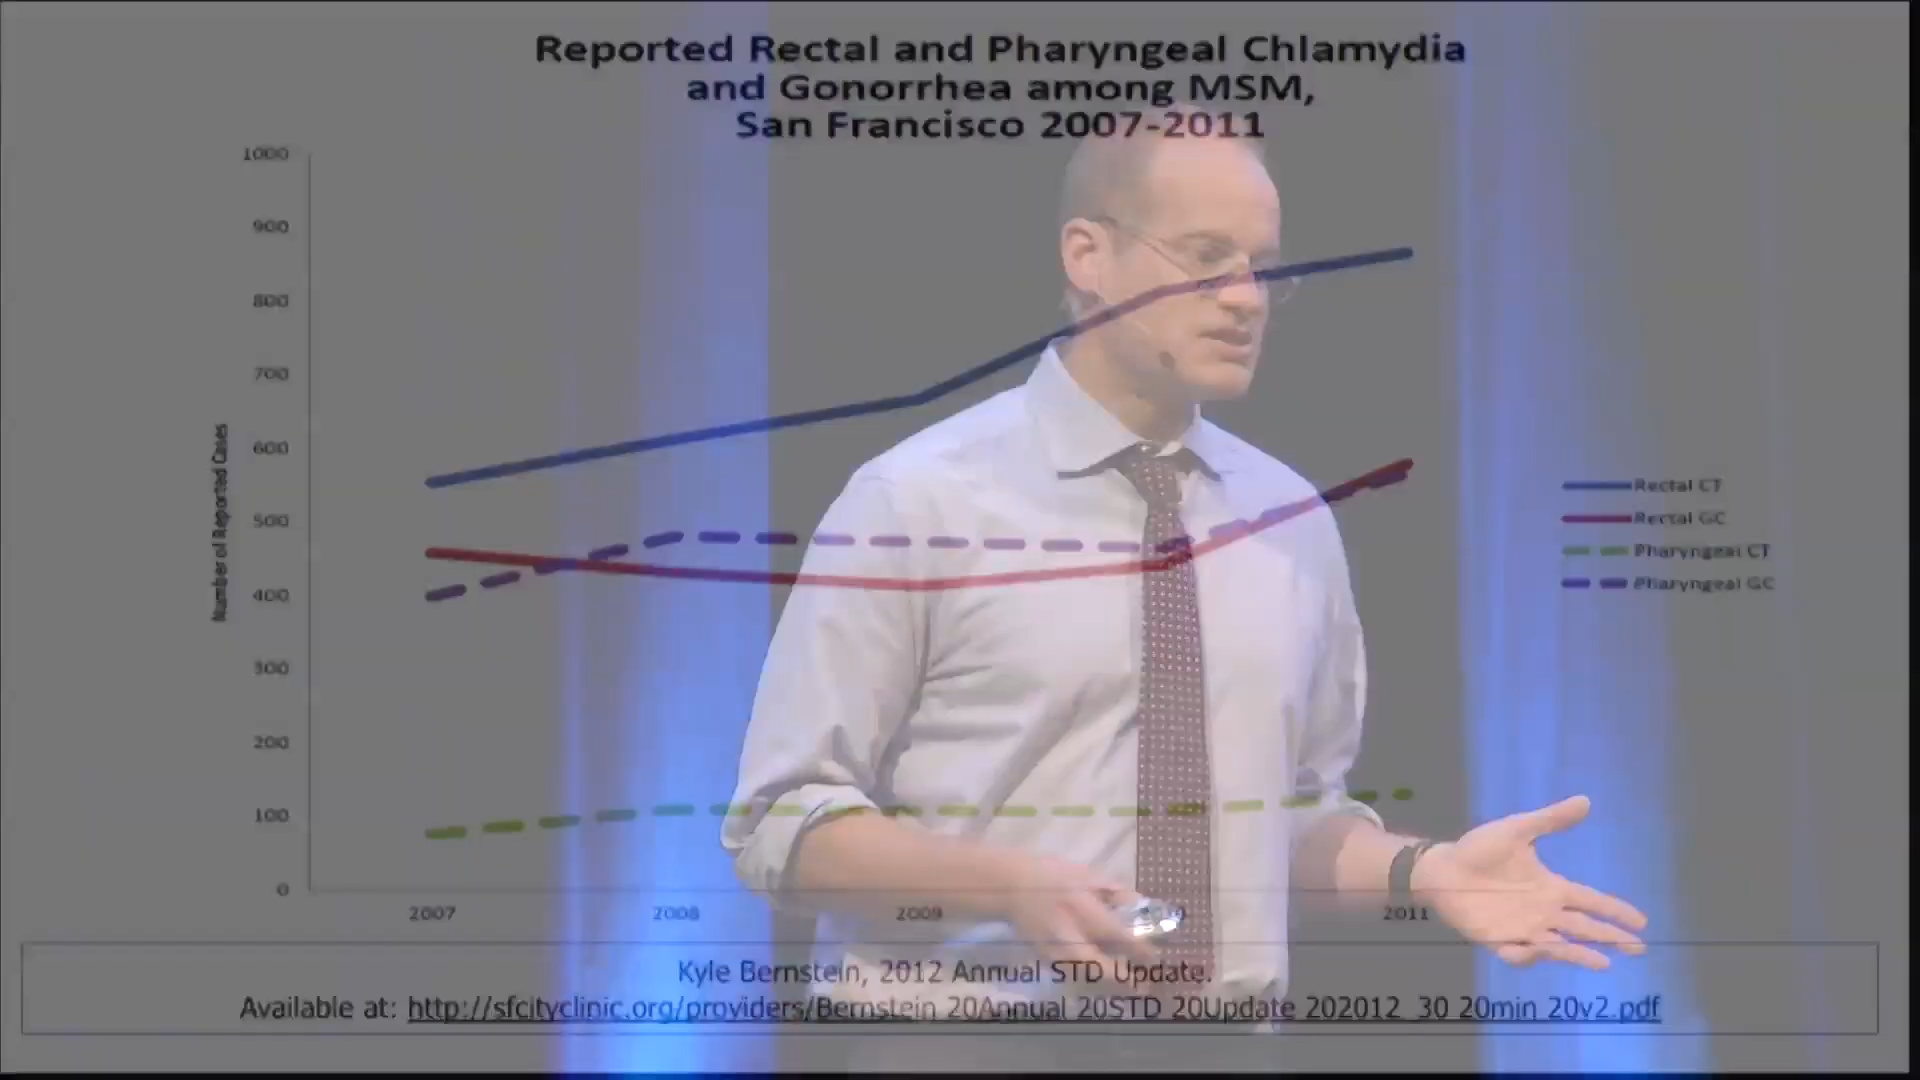 Reported Rectal and Pharyngeal Chlamydia
and Gonorrhea among MSM,
San Francisco 2007-2011
1000
900
800
700
600
500
400
300
200
100
0
Number of Reported Cases
2007
2008
2009
2011
Rectal CT
Rectal GC
Pharyngeal CT
Pharyngeal GC
Kyle Bernstein, 2012 Annual STD Update.
Available at: http://sfcityclinic.org/providers/Bernstein 20Annual 20STD 20Update 202012_30 20min 20v2.pdf